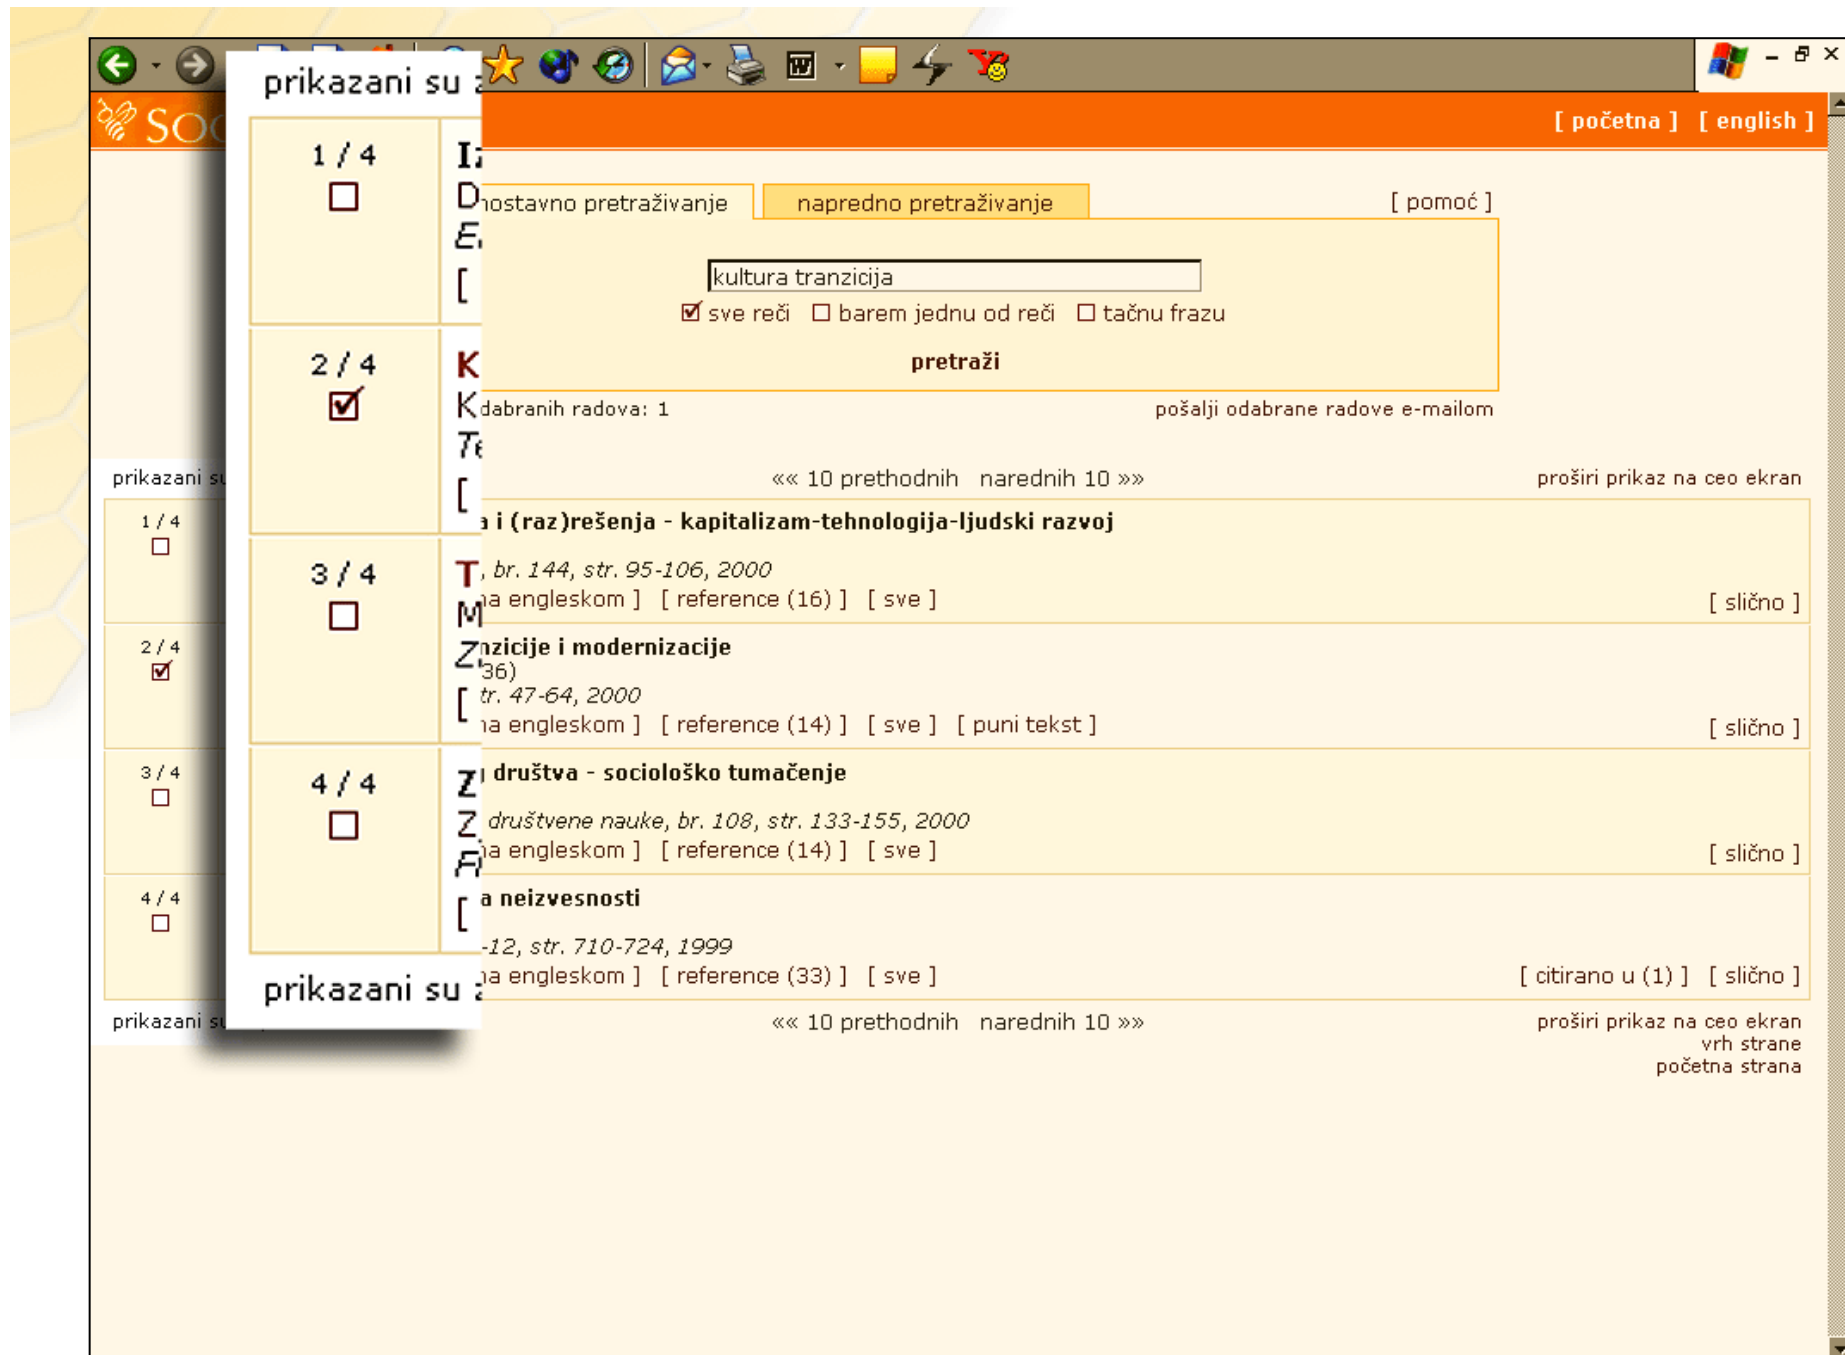 [ početna ] [ english ]
pretraživanje napredno pretraživanje [ pomoć ]
kultura tranzicija
sve reči barem jednu od reči tačnu frazu
pretraži
radova: 1 pošalji odabrane radove e-mailom
prikazani su
1 / 4
2 / 4
3 / 4
4 / 4
prikazani su
prikazani «« 10 prethodnih narednih 10 »» proširi prikaz na ceo ekran
1 / 4 i (raz)rešenja - kapitalizam-tehnologija-ljudski razvoj
, br. 144, str. 95-106, 2000
engleskom ] [ reference (16) ] [ sve ] [ slično ]
2 / 4 i modernizacije
36)
47-64, 2000
engleskom ] [ reference (14) ] [ sve ] [ puni tekst ] [ slično ]
3 / 4 društva - sociološko tumačenje
društvene nauke, br. 108, str. 133-155, 2000
engleskom ] [ reference (14) ] [ sve ] [ slično ]
4 / 4 neizvesnosti
-12, str. 710-724, 1999
engleskom ] [ reference (33) ] [ sve ] [ citirano u (1) ] [ slično ]
prikazani «« 10 prethodnih narednih 10 »» proširi prikaz na ceo ekran
vrh strane
početna strana